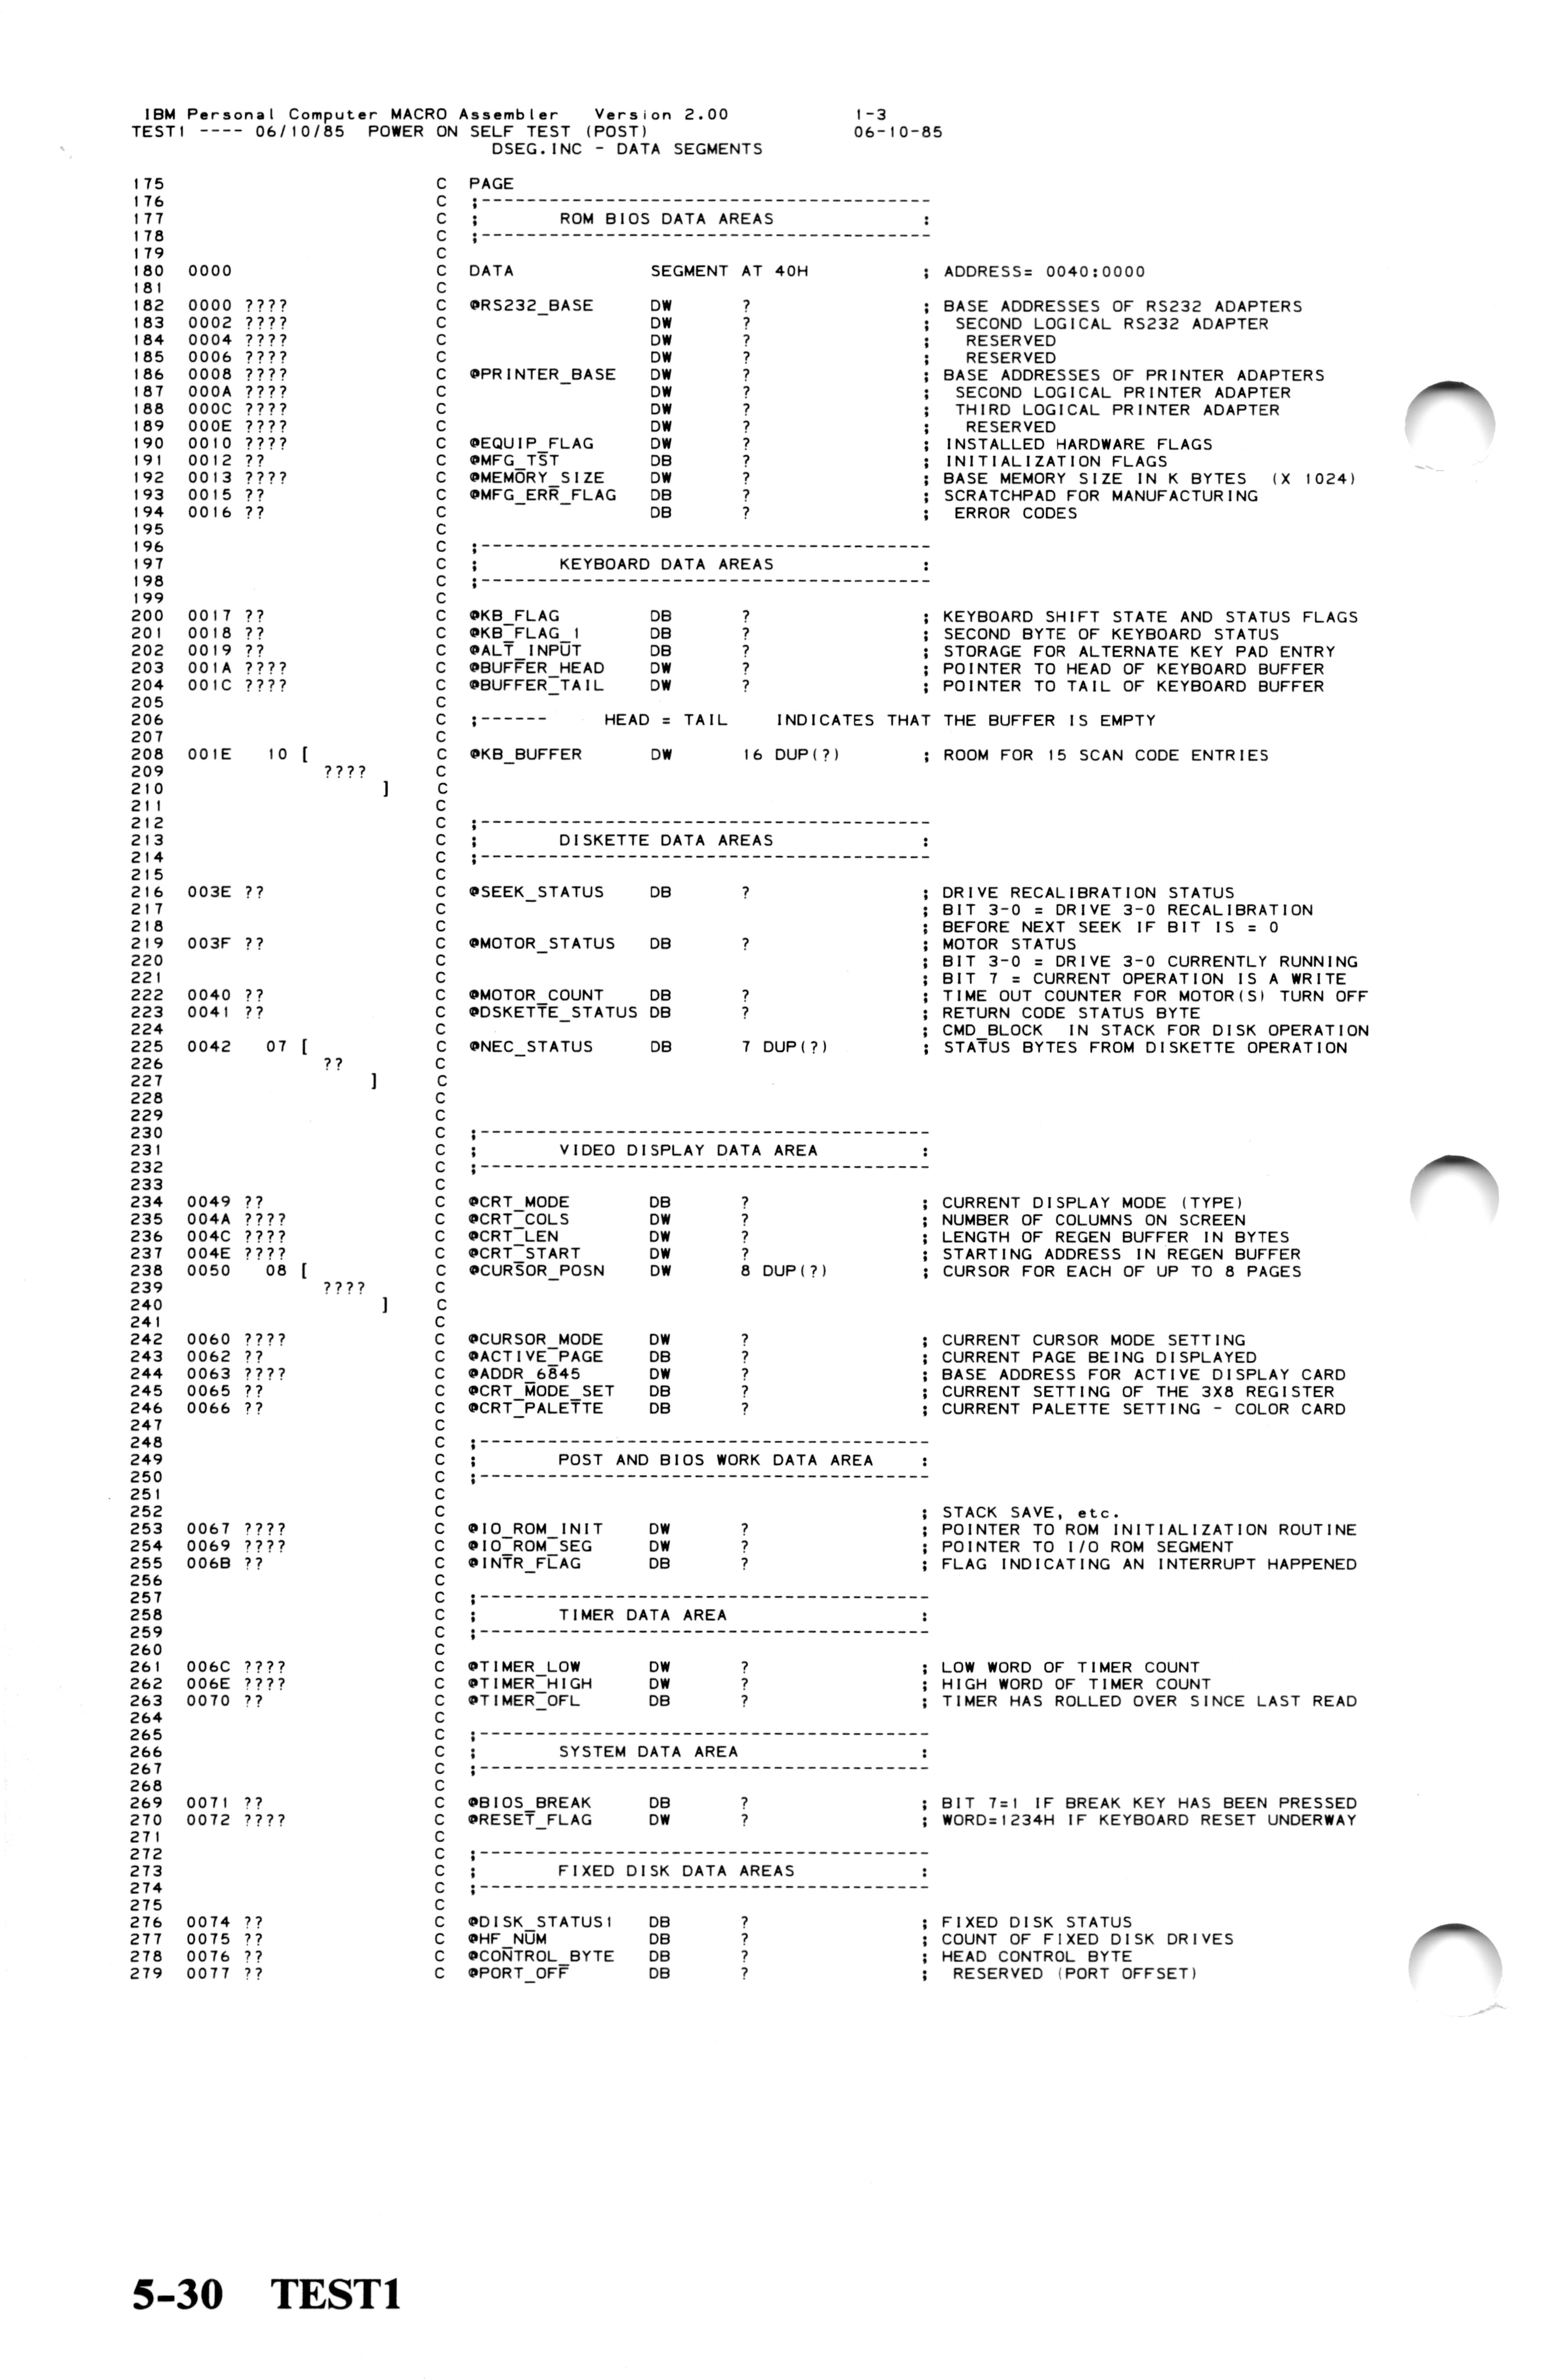 IBM Personal Computer MACRO Assembler   Version 2.00            1-3
TEST1 ---- 06/10/85  POWER ON SELF TEST (POST)                  06-10-85
DSEG.INC - DATA SEGMENTS
175 C PAGE
176 C ;----------------------------------------
177 C ; ROM BIOS DATA AREAS :
178 C ;----------------------------------------
179 C
180 0000 C DATA SEGMENT AT 40H ; ADDRESS= 0040:0000
181 C
182 0000 ???? C @RS232_BASE DW ? ; BASE ADDRESSES OF RS232 ADAPTERS
183 0002 ???? C DW ? ; SECOND LOGICAL RS232 ADAPTER
184 0004 ???? C DW ? ; RESERVED
185 0006 ???? C DW ? ; RESERVED
186 0008 ???? C @PRINTER_BASE DW ? ; BASE ADDRESSES OF PRINTER ADAPTERS
187 000A ???? C DW ? ; SECOND LOGICAL PRINTER ADAPTER
188 000C ???? C DW ? ; THIRD LOGICAL PRINTER ADAPTER
189 000E ???? C DW ? ; RESERVED
190 0010 ???? C @EQUIP_FLAG DW ? ; INSTALLED HARDWARE FLAGS
191 0012 ?? C @MFG_TST DB ? ; INITIALIZATION FLAGS
192 0013 ???? C @MEMORY_SIZE DW ? ; BASE MEMORY SIZE IN K BYTES (X 1024)
193 0015 ?? C @MFG_ERR_FLAG DB ? ; SCRATCHPAD FOR MANUFACTURING
194 0016 ?? C DB ? ; ERROR CODES
195 C
196 C ;----------------------------------------
197 C ; KEYBOARD DATA AREAS :
198 C ;----------------------------------------
199 C
200 0017 ?? C @KB_FLAG DB ? ; KEYBOARD SHIFT STATE AND STATUS FLAGS
201 0018 ?? C @KB_FLAG_1 DB ? ; SECOND BYTE OF KEYBOARD STATUS
202 0019 ?? C @ALT_INPUT DB ? ; STORAGE FOR ALTERNATE KEY PAD ENTRY
203 001A ???? C @BUFFER_HEAD DW ? ; POINTER TO HEAD OF KEYBOARD BUFFER
204 001C ???? C @BUFFER_TAIL DW ? ; POINTER TO TAIL OF KEYBOARD BUFFER
205 C
206 C ;------ HEAD = TAIL INDICATES THAT THE BUFFER IS EMPTY
207 C
208 001E 10 [ C @KB_BUFFER DW 16 DUP(?) ; ROOM FOR 15 SCAN CODE ENTRIES
209 ???? C
210 ] C
211 C
212 C ;----------------------------------------
213 C ; DISKETTE DATA AREAS :
214 C ;----------------------------------------
215 C
216 003E ?? C @SEEK_STATUS DB ? ; DRIVE RECALIBRATION STATUS
217 C ; BIT 3-0 = DRIVE 3-0 RECALIBRATION
218 C ; BEFORE NEXT SEEK IF BIT IS = 0
219 003F ?? C @MOTOR_STATUS DB ? ; MOTOR STATUS
220 C ; BIT 3-0 = DRIVE 3-0 CURRENTLY RUNNING
221 C ; BIT 7 = CURRENT OPERATION IS A WRITE
222 0040 ?? C @MOTOR_COUNT DB ? ; TIME OUT COUNTER FOR MOTOR(S) TURN OFF
223 0041 ?? C @DSKETTE_STATUS DB ? ; RETURN CODE STATUS BYTE
224 C ; CMD_BLOCK IN STACK FOR DISK OPERATION
225 0042 07 [ C @NEC_STATUS DB 7 DUP(?) ; STATUS BYTES FROM DISKETTE OPERATION
226 ?? C
227 ] C
228 C
229 C
230 C ;----------------------------------------
231 C ; VIDEO DISPLAY DATA AREA :
232 C ;----------------------------------------
233 C
234 0049 ?? C @CRT_MODE DB ? ; CURRENT DISPLAY MODE (TYPE)
235 004A ???? C @CRT_COLS DW ? ; NUMBER OF COLUMNS ON SCREEN
236 004C ???? C @CRT_LEN DW ? ; LENGTH OF REGEN BUFFER IN BYTES
237 004E ???? C @CRT_START DW ? ; STARTING ADDRESS IN REGEN BUFFER
238 0050 08 [ C @CURSOR_POSN DW 8 DUP(?) ; CURSOR FOR EACH OF UP TO 8 PAGES
239 ???? C
240 ] C
241 C
242 0060 ???? C @CURSOR_MODE DW ? ; CURRENT CURSOR MODE SETTING
243 0062 ?? C @ACTIVE_PAGE DB ? ; CURRENT PAGE BEING DISPLAYED
244 0063 ???? C @ADDR_6845 DW ? ; BASE ADDRESS FOR ACTIVE DISPLAY CARD
245 0065 ?? C @CRT_MODE_SET DB ? ; CURRENT SETTING OF THE 3X8 REGISTER
246 0066 ?? C @CRT_PALETTE DB ? ; CURRENT PALETTE SETTING - COLOR CARD
247 C
248 C ;----------------------------------------
249 C ; POST AND BIOS WORK DATA AREA :
250 C ;----------------------------------------
251 C
252 C ; STACK SAVE, etc.
253 0067 ???? C @IO_ROM_INIT DW ? ; POINTER TO ROM INITIALIZATION ROUTINE
254 0069 ???? C @IO_ROM_SEG DW ? ; POINTER TO I/O ROM SEGMENT
255 006B ?? C @INTR_FLAG DB ? ; FLAG INDICATING AN INTERRUPT HAPPENED
256 C
257 C ;----------------------------------------
258 C ; TIMER DATA AREA :
259 C ;----------------------------------------
260 C
261 006C ???? C @TIMER_LOW DW ? ; LOW WORD OF TIMER COUNT
262 006E ???? C @TIMER_HIGH DW ? ; HIGH WORD OF TIMER COUNT
263 0070 ?? C @TIMER_OFL DB ? ; TIMER HAS ROLLED OVER SINCE LAST READ
264 C
265 C ;----------------------------------------
266 C ; SYSTEM DATA AREA :
267 C ;----------------------------------------
268 C
269 0071 ?? C @BIOS_BREAK DB ? ; BIT 7=1 IF BREAK KEY HAS BEEN PRESSED
270 0072 ???? C @RESET_FLAG DW ? ; WORD=1234H IF KEYBOARD RESET UNDERWAY
271 C
272 C ;----------------------------------------
273 C ; FIXED DISK DATA AREAS :
274 C ;----------------------------------------
275 C
276 0074 ?? C @DISK_STATUS1 DB ? ; FIXED DISK STATUS
277 0075 ?? C @HF_NUM DB ? ; COUNT OF FIXED DISK DRIVES
278 0076 ?? C @CONTROL_BYTE DB ? ; HEAD CONTROL BYTE
279 0077 ?? C @PORT_OFF DB ? ; RESERVED (PORT OFFSET)
5-30 TEST1